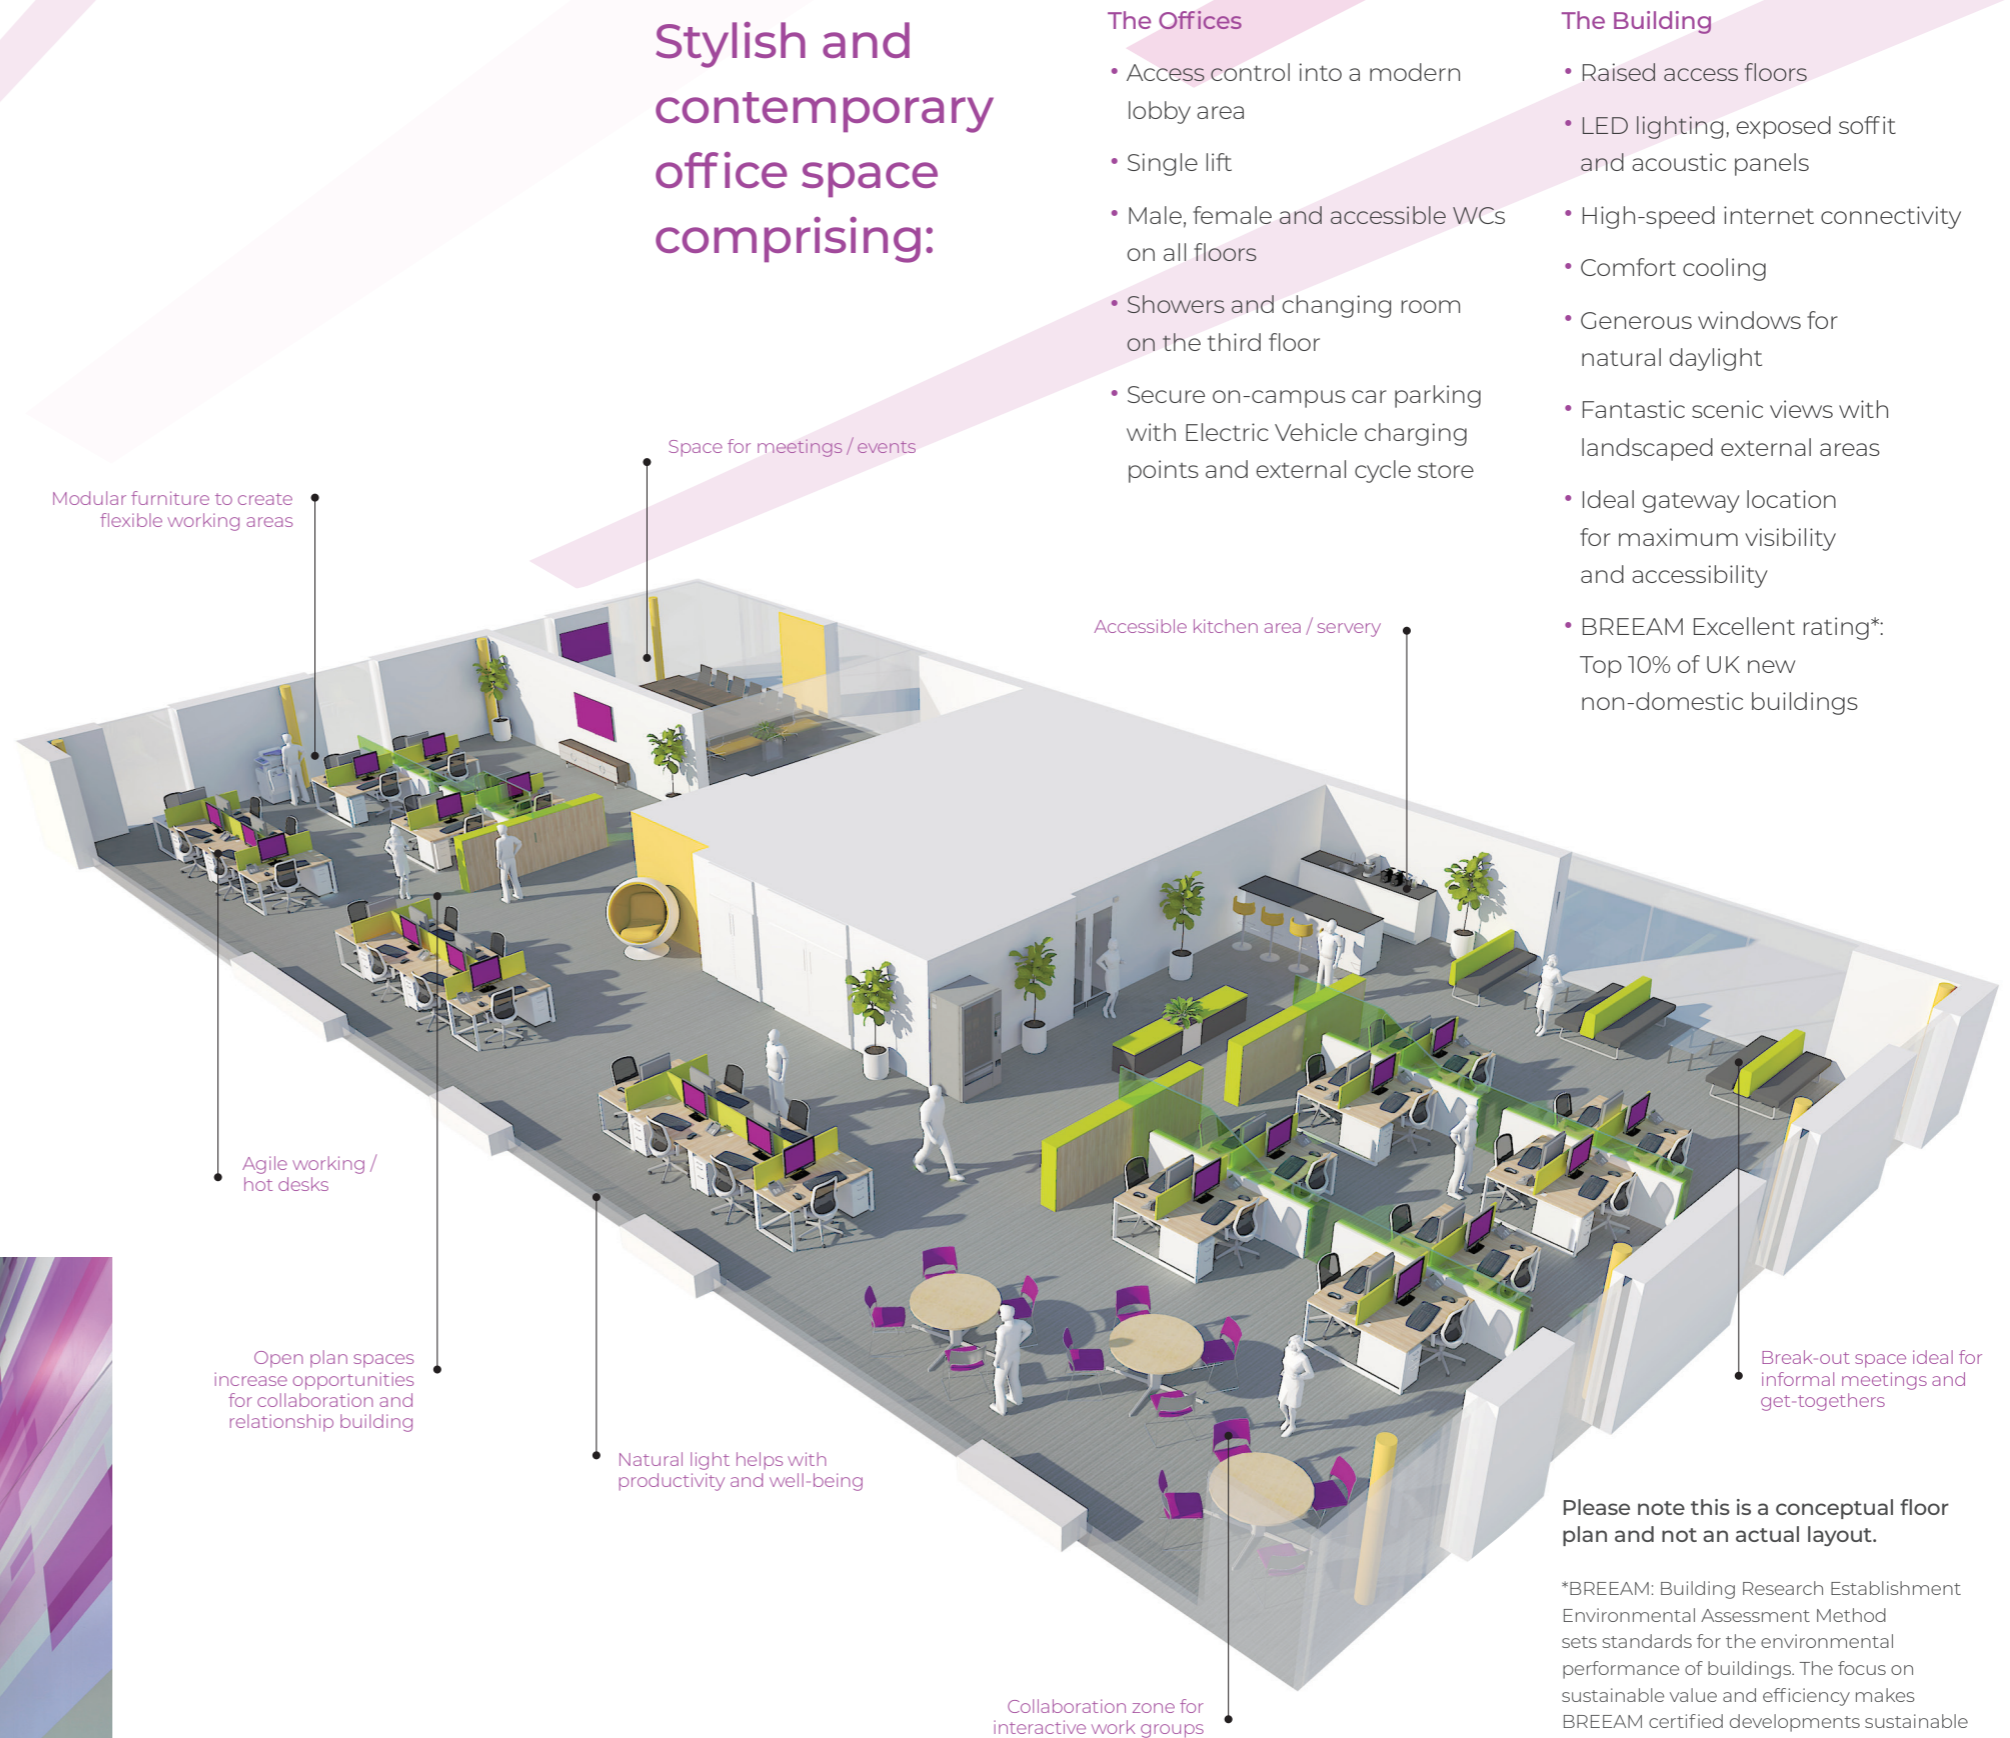 Stylish and
contemporary
office space
comprising:
The Offices
• Access control into a modern
lobby area
• Single lift
• Male, female and accessible WCs
on all floors
• Showers and changing room
on the third floor
• Secure on-campus car parking
with Electric Vehicle charging
points and external cycle store
The Building
• Raised access floors
• LED lighting, exposed soffit
and acoustic panels
• High-speed internet connectivity
• Comfort cooling
• Generous windows for
natural daylight
• Fantastic scenic views with
landscaped external areas
• Ideal gateway location
for maximum visibility
and accessibility
• BREEAM Excellent rating*:
Top 10% of UK new
non-domestic buildings
Space for meetings / events
Modular furniture to create
flexible working areas
Accessible kitchen area / servery
Agile working /
hot desks
Open plan spaces
increase opportunities
for collaboration and
relationship building
Natural light helps with
productivity and well-being
Break-out space ideal for
informal meetings and
get-togethers
Collaboration zone for
interactive work groups
Please note this is a conceptual floor
plan and not an actual layout.
*BREEAM: Building Research Establishment
Environmental Assessment Method
sets standards for the environmental
performance of buildings. The focus on
sustainable value and efficiency makes
BREEAM certified developments sustainable